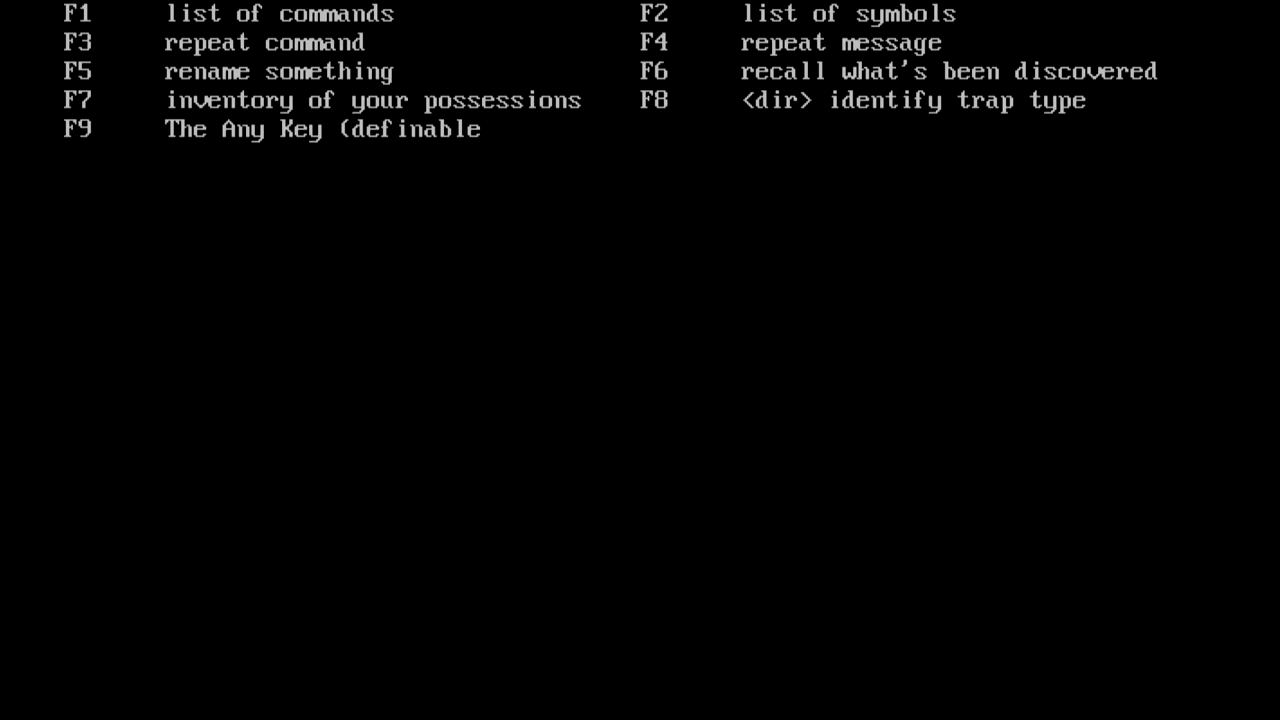 F1 list of commands F2 list of symbols
F3 repeat command F4 repeat message
F5 rename something F6 recall what's been discovered
F7 inventory of your possessions F8 <dir> identify trap type
F9 The Any Key (definable